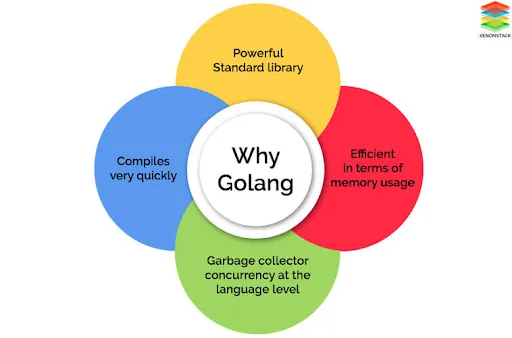 XENONSTACK
Powerful
Standard library
Compiles
very quickly
Why
Golang
Efficient
in terms of
memory usage
Garbage collector
concurrency at the
language level